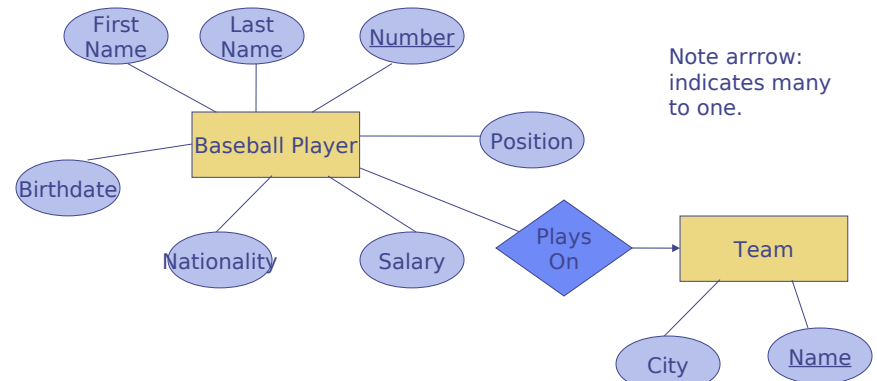 First
Name
Last
Name
Number
Note arrrow:
indicates many
to one.
Baseball Player
Position
Birthdate
Nationality
Salary
Plays
On
Team
City
Name